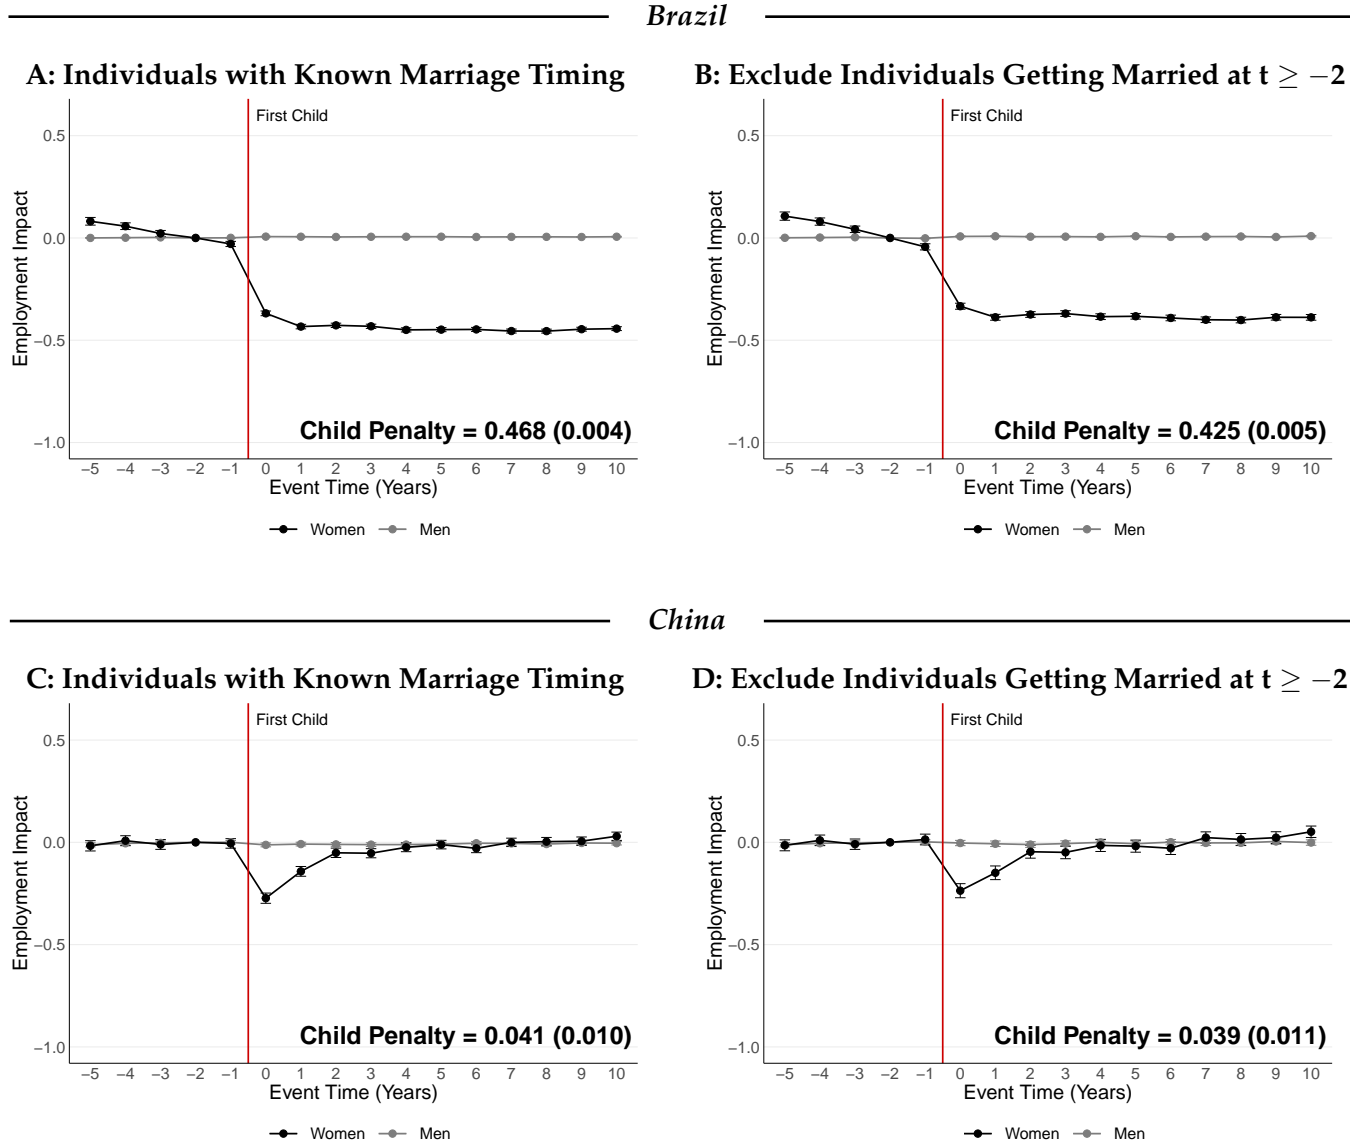 Brazil
A: Individuals with Known Marriage Timing
First Child
0.5
0.0
−0.5
−1.0
Employment Impact
Child Penalty = 0.468 (0.004)
−5 −4 −3 −2 −1 0 1 2 3 4 5 6 7 8 9 10
Event Time (Years)
Women Men
B: Exclude Individuals Getting Married at t ≥ −2
First Child
0.5
0.0
−0.5
−1.0
Employment Impact
Child Penalty = 0.425 (0.005)
−5 −4 −3 −2 −1 0 1 2 3 4 5 6 7 8 9 10
Event Time (Years)
Women Men
China
C: Individuals with Known Marriage Timing
First Child
0.5
0.0
−0.5
−1.0
Employment Impact
Child Penalty = 0.041 (0.010)
−5 −4 −3 −2 −1 0 1 2 3 4 5 6 7 8 9 10
Event Time (Years)
Women Men
D: Exclude Individuals Getting Married at t ≥ −2
First Child
0.5
0.0
−0.5
−1.0
Employment Impact
Child Penalty = 0.039 (0.011)
−5 −4 −3 −2 −1 0 1 2 3 4 5 6 7 8 9 10
Event Time (Years)
Women Men